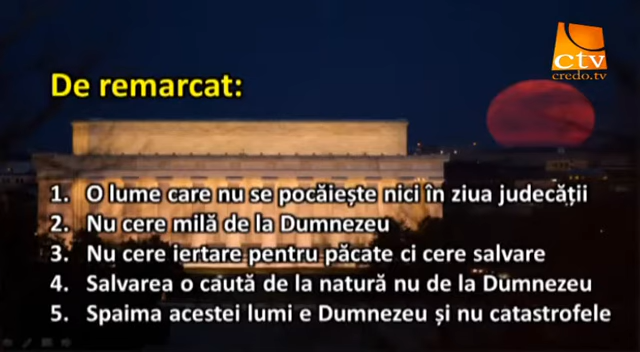 ctv
credo.tv
De remarcat:
1. O lume care nu se pocăiește nici în ziua judecății
2. Nu cere milă de la Dumnezeu
3. Nu cere iertare pentru păcate ci cere salvare
4. Salvarea o caută de la natură nu de la Dumnezeu
5. Spaima acestei lumi e Dumnezeu și nu catastrofele